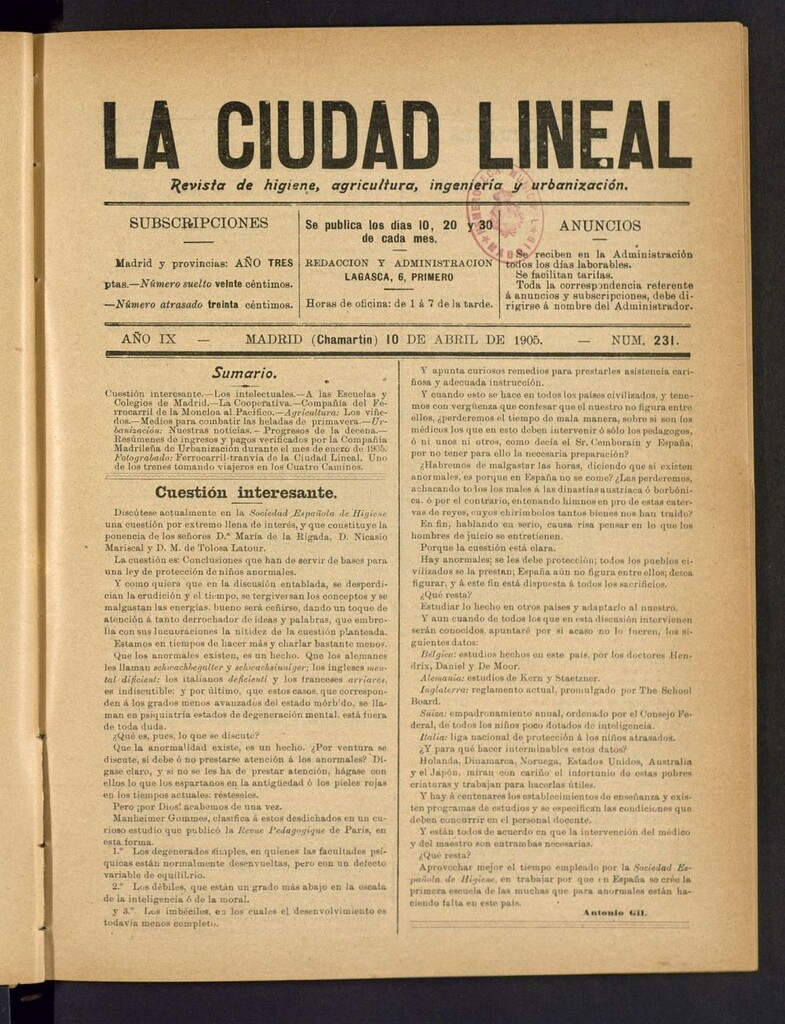 LA CIUDAD LINEAL
Revista de higiene, agricultura, ingeniería y urbanización.
SUBSCRIPCIONES
Madrid y provincias: AÑO TRES
ptas.—Número suelto veinte céntimos.
—Número atrasado treinta céntimos.
Se publica los dias 10, 20 y 30
de cada mes.
REDACCION Y ADMINISTRACION
LAGASCA, 6, PRIMERO
Horas de oficina: de 1 á 7 de la tarde.
ANUNCIOS
Se reciben en la Administración
todos los días laborables.
Se facilitan tarifas.
Toda la correspondencia referente
á anuncios y subscripciones, debe di-
rigirse á nombre del Administrador.
AÑO IX — MADRID (Chamartin) 10 DE ABRIL DE 1905. — NUM. 231.
Sumario.
Cuestión interesante.—Los intelectuales.—A las Escuelas y
Colegios de Madrid.—La Cooperativa.—Compañía del Fe-
rrocarril de la Moncloa al Pacífico.—Agricultura: Los viñe-
dos.—Medios para combatir las heladas de primavera.—Ur-
banización: Nuestras noticias.—Progresos de la decena.—
Resúmenes de ingresos y pagos verificados por la Compañía
Madrileña de Urbanización durante el mes de enero de 1905.
Fotograbado: Ferrocarril-tranvía de la Ciudad Lineal. Uno
de los trenes tomando viajeros en los Cuatro Caminos.
Cuestión interesante.
Discútese actualmente en la Sociedad Española de Higiene
una cuestión por extremo llena de interés, y que constituye la
ponencia de los señores D.ª María de la Rigada, D. Nicasio
Mariscal y D. M. de Tolosa Latour.
La cuestión es: Conclusiones que han de servir de bases para
una ley de protección de niños anormales.
Y como quiera que en la discusión entablada, se desperdi-
cian la erudición y el tiempo, se tergiversan los conceptos y se
malgastan las energías, bueno será ceñirse, dando un toque de
atención á tanto derrochador de ideas y palabras, que embro-
lla con sus lucubraciones la nitidez de la cuestión planteada.
Estamos en tiempos de hacer más y charlar bastante menos.
Que los anormales existen, es un hecho. Que los alemanes
les llaman schwachbegalter y schwachsinniger; los ingleses men-
tal dificient; los italianos deficienti y los franceses arriarés,
es indiscutible; y por último, que estos casos, que correspon-
den á los grados menos avanzados del estado mórbido, se lla-
man en psiquiatría estados de degeneración mental, está fuera
de toda duda.
¿Qué es, pues, lo que se discute?
Que la anormalidad existe, es un hecho. ¿Por ventura se
discute, si debe ó no prestarse atención á los anormales? Dí-
gase claro, y si no se les ha de prestar atención, hágase con
ellos lo que los espartanos en la antigüedad ó los pieles rojas
en los tiempos actuales: résteseles.
Pero ¡por Dios! acabemos de una vez.
Manheimer Gommes, clasifica á estos desdichados en un cu-
rioso estudio que publicó la Revue Pedagogique de París, en
esta forma.
1.º Los degenerados simples, en quienes las facultades psí-
quicas están normalmente desenvueltas, pero con un defecto
variable de equilibrio.
2.º Los débiles, que están un grado más abajo en la escala
de la inteligencia ó de la moral.
y 3.º Los imbéciles, en los cuales el desenvolvimiento es
todavía menos completo.
Y apunta curiosos remedios para prestarles asistencia cari-
ñosa y adecuada instrucción.
Y cuando esto se hace en todos los países civilizados, y tene-
mos con vergüenza que confesar que el nuestro no figura entre
ellos, ¿perderemos el tiempo de mala manera, sobre si son los
médicos los que en esto deben intervenir ó sólo los pedagogos,
ó ni unos ni otros, como decía el Sr. Cemborain y España,
por no tener para ello la necesaria preparación?
¿Habremos de malgastar las horas, diciendo que si existen
anormales, es porque en España no se come? ¿Las perderemos,
achacando todos los males á las dinastías austriaca ó borbóni-
ca, ó por el contrario, entonando himnos en pro de estas cater-
vas de reyes, cuyos chirimbolos tantos bienes nos han traído?
En fin, hablando en serio, causa risa pensar en lo que los
hombres de juicio se entretienen.
Porque la cuestión está clara.
Hay anormales; se les debe protección; todos los pueblos ci-
vilizados se la prestan; España aún no figura entre ellos; desea
figurar, y á este fin está dispuesta á todos los sacrificios.
¿Qué resta?
Estudiar lo hecho en otros países y adaptarlo al nuestro.
Y aun cuando de todos los que en esta discusión intervienen
serán conocidos, apuntaré por si acaso no lo fueren, los si-
guientes datos:
Bélgica: estudios hechos en este país, por los doctores Hen-
drix, Daniel y De Moor.
Alemania: estudios de Kern y Staetzner.
Inglaterra: reglamento actual, promulgado por The School
Board.
Suiza: empadronamiento anual, ordenado por el Consejo Fe-
deral, de todos los niños poco dotados de inteligencia.
Italia: liga nacional de protección á los niños atrasados.
¿Y para qué hacer interminables estos datos?
Holanda, Dinamarca, Noruega, Estados Unidos, Australia
y el Japón, miran con cariño el infortunio de estas pobres
criaturas y trabajan para hacerlas útiles.
Y hay á centenares los establecimientos de enseñanza y exis-
ten programas de estudios y se especifican las condiciones que
deben concurrir en el personal docente.
Y están todos de acuerdo en que la intervención del médico
y del maestro son entrambas necesarias.
¿Qué resta?
Aprovechar mejor el tiempo empleado por la Sociedad Es-
pañola de Higiene, en trabajar por que en España se cree la
primera escuela de las muchas que para anormales están ha-
ciendo falta en este país.
Antonio Gil.
HEMEROTECA MUNICIPAL
MADRID